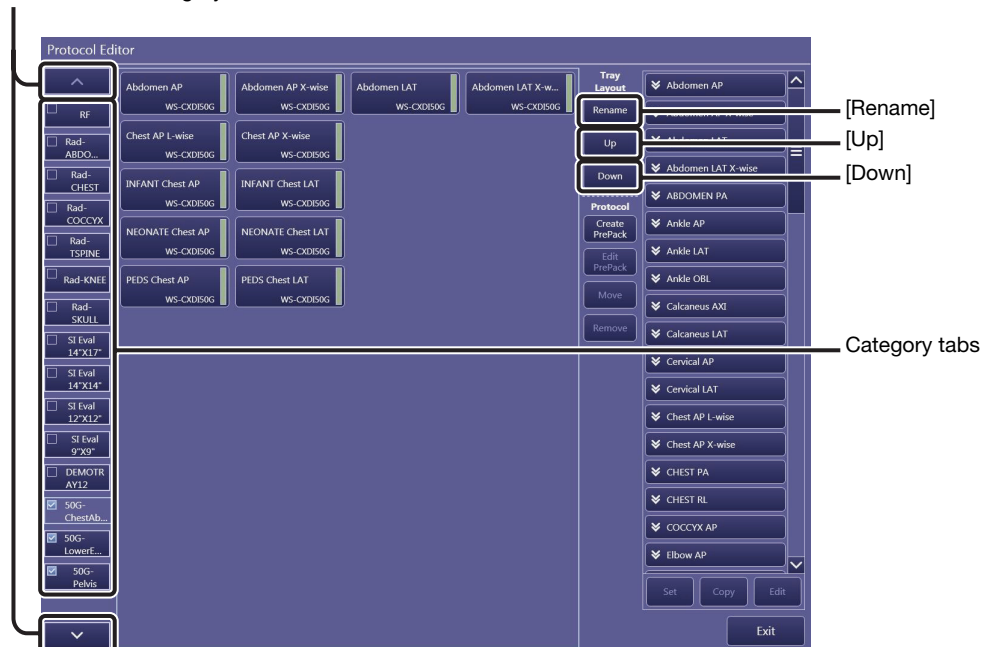 Protocol Editor
RF
Rad-
ABDO...
Rad-
CHEST
Rad-
COCCYX
Rad-
TSPINE
Rad-KNEE
Rad-
SKULL
SI Eval
14"X17"
SI Eval
14"X14"
SI Eval
12"X12"
SI Eval
9"X9"
DEMOTR
AY12
50G-
ChestAb...
50G-
LowerE...
50G-
Pelvis
Abdomen AP
WS-CXDI50G
Abdomen AP X-wise
WS-CXDI50G
Abdomen LAT
WS-CXDI50G
Abdomen LAT X-w...
WS-CXDI50G
Chest AP L-wise
WS-CXDI50G
Chest AP X-wise
WS-CXDI50G
INFANT Chest AP
WS-CXDI50G
INFANT Chest LAT
WS-CXDI50G
NEONATE Chest AP
WS-CXDI50G
NEONATE Chest LAT
WS-CXDI50G
PEDS Chest AP
WS-CXDI50G
PEDS Chest LAT
WS-CXDI50G
Tray
Layout
Rename
Up
Down
Protocol
Create
PrePack
Edit
PrePack
Move
Remove
Abdomen AP
Abdomen LAT X-wise
ABDOMEN PA
Ankle AP
Ankle LAT
Ankle OBL
Calcaneus AXI
Calcaneus LAT
Cervical AP
Cervical LAT
Chest AP L-wise
Chest AP X-wise
CHEST PA
CHEST RL
COCCYX AP
Elbow AP
Set
Copy
Edit
Exit
[Rename]
[Up]
[Down]
Category tabs